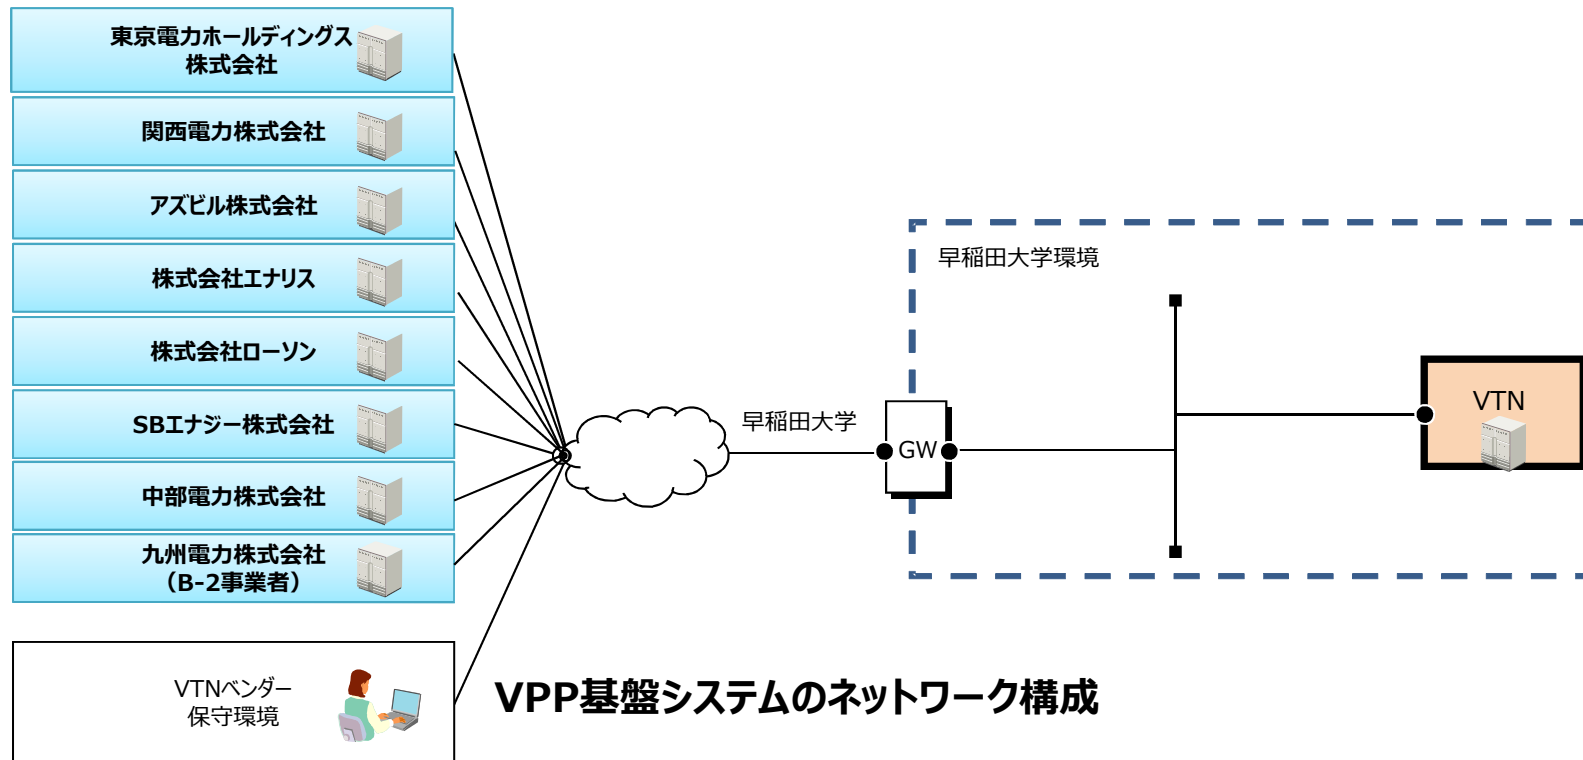 東京電力ホールディングス
株式会社
関西電力株式会社
アズビル株式会社
株式会社エナリス
株式会社ローソン
SBエナジー株式会社
中部電力株式会社
九州電力株式会社
（B-2事業者）
VTNベンダー
保守環境
早稲田大学
早稲田大学環境
GW
VTN
VPP基盤システムのネットワーク構成